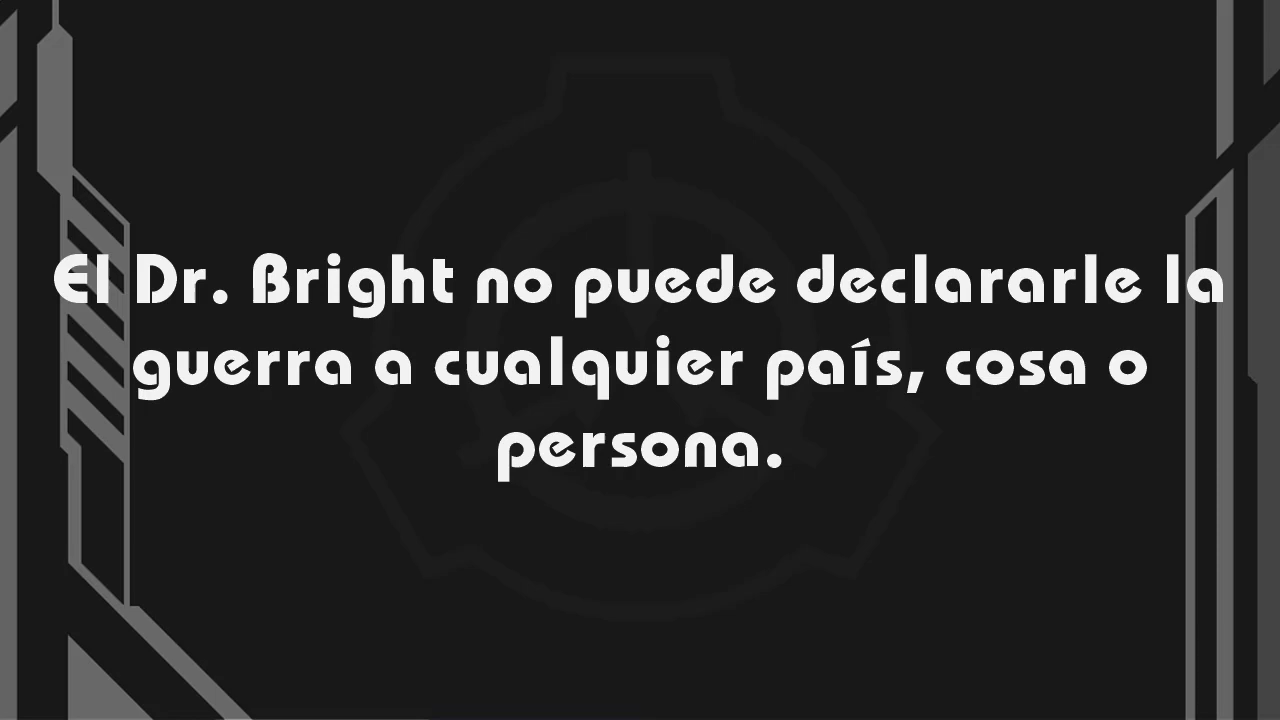 El Dr. Bright no puede declararle la
guerra a cualquier país, cosa o
persona.